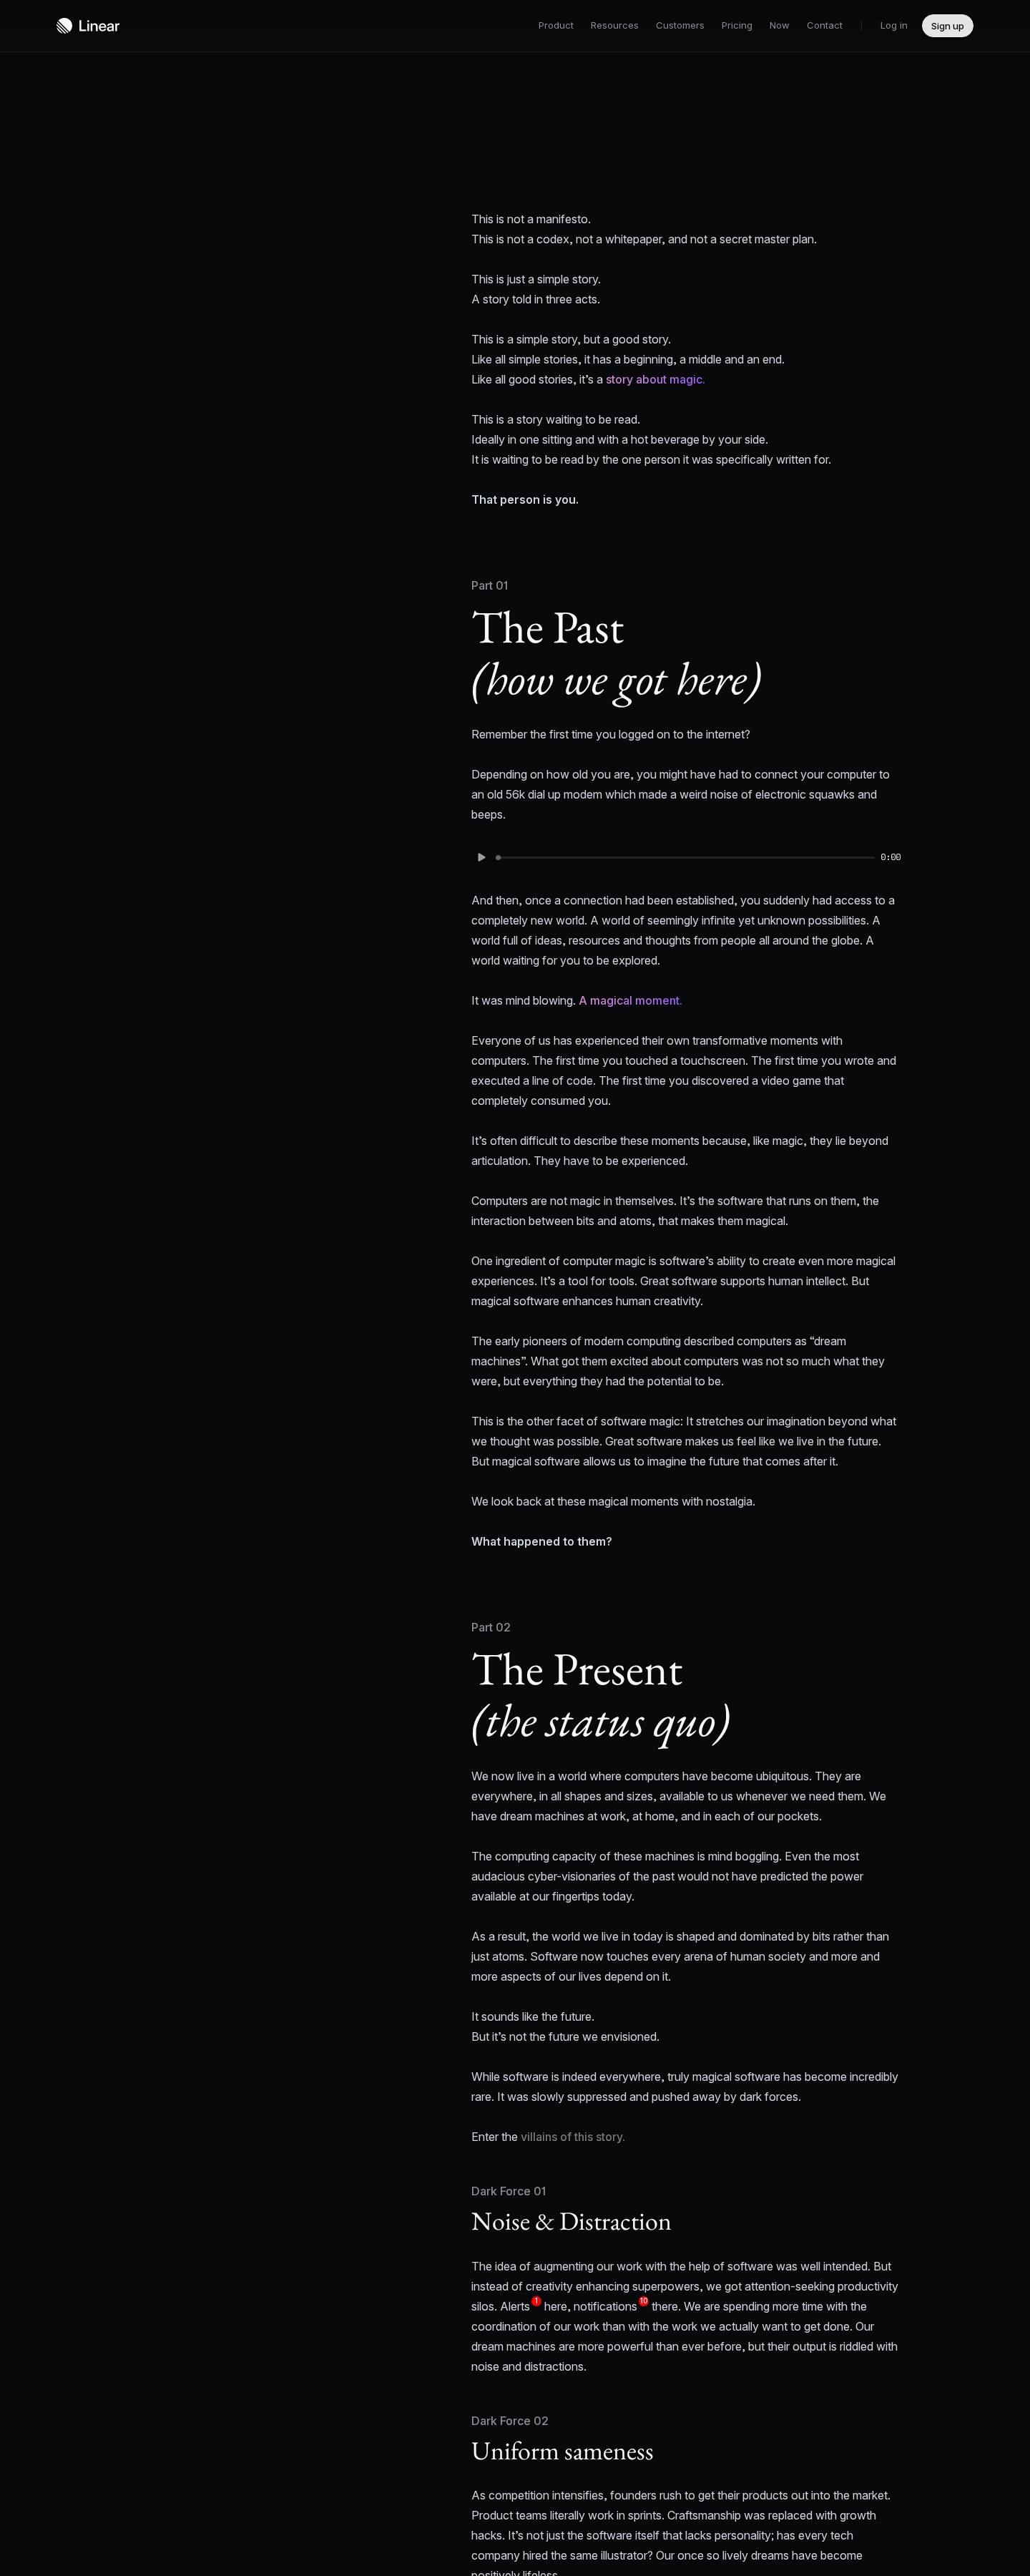 Linear
Product Resources Customers Pricing Now Contact Log in Sign up
This is not a manifesto.
This is not a codex, not a whitepaper, and not a secret master plan.
This is just a simple story.
A story told in three acts.
This is a simple story, but a good story.
Like all simple stories, it has a beginning, a middle and an end.
Like all good stories, it’s a story about magic.
This is a story waiting to be read.
Ideally in one sitting and with a hot beverage by your side.
It is waiting to be read by the one person it was specifically written for.
That person is you.
Part 01
The Past
(how we got here)
Remember the first time you logged on to the internet?
Depending on how old you are, you might have had to connect your computer to
an old 56k dial up modem which made a weird noise of electronic squawks and
beeps.
0:00
And then, once a connection had been established, you suddenly had access to a
completely new world. A world of seemingly infinite yet unknown possibilities. A
world full of ideas, resources and thoughts from people all around the globe. A
world waiting for you to be explored.
It was mind blowing. A magical moment.
Everyone of us has experienced their own transformative moments with
computers. The first time you touched a touchscreen. The first time you wrote and
executed a line of code. The first time you discovered a video game that
completely consumed you.
It’s often difficult to describe these moments because, like magic, they lie beyond
articulation. They have to be experienced.
Computers are not magic in themselves. It’s the software that runs on them, the
interaction between bits and atoms, that makes them magical.
One ingredient of computer magic is software’s ability to create even more magical
experiences. It’s a tool for tools. Great software supports human intellect. But
magical software enhances human creativity.
The early pioneers of modern computing described computers as “dream
machines”. What got them excited about computers was not so much what they
were, but everything they had the potential to be.
This is the other facet of software magic: It stretches our imagination beyond what
we thought was possible. Great software makes us feel like we live in the future.
But magical software allows us to imagine the future that comes after it.
We look back at these magical moments with nostalgia.
What happened to them?
Part 02
The Present
(the status quo)
We now live in a world where computers have become ubiquitous. They are
everywhere, in all shapes and sizes, available to us whenever we need them. We
have dream machines at work, at home, and in each of our pockets.
The computing capacity of these machines is mind boggling. Even the most
audacious cyber-visionaries of the past would not have predicted the power
available at our fingertips today.
As a result, the world we live in today is shaped and dominated by bits rather than
just atoms. Software now touches every arena of human society and more and
more aspects of our lives depend on it.
It sounds like the future.
But it’s not the future we envisioned.
While software is indeed everywhere, truly magical software has become incredibly
rare. It was slowly suppressed and pushed away by dark forces.
Enter the villains of this story.
Dark Force 01
Noise & Distraction
The idea of augmenting our work with the help of software was well intended. But
instead of creativity enhancing superpowers, we got attention-seeking productivity
silos. Alerts 1 here, notifications 10 there. We are spending more time with the
coordination of our work than with the work we actually want to get done. Our
dream machines are more powerful than ever before, but their output is riddled with
noise and distractions.
Dark Force 02
Uniform sameness
As competition intensifies, founders rush to get their products out into the market.
Product teams literally work in sprints. Craftsmanship was replaced with growth
hacks. It’s not just the software itself that lacks personality; has every tech
company hired the same illustrator? Our once so lively dreams have become
positively lifeless.